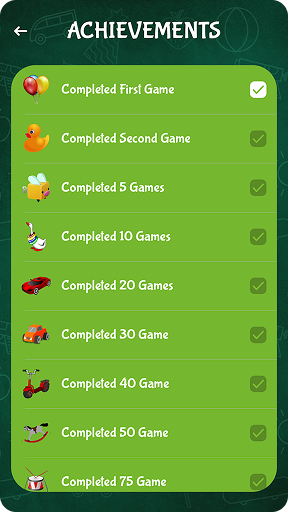 ACHIEVEMENTS
Completed First Game
Completed Second Game
Completed 5 Games
Completed 10 Games
Completed 20 Games
Completed 30 Game
Completed 40 Game
Completed 50 Game
Completed 75 Game